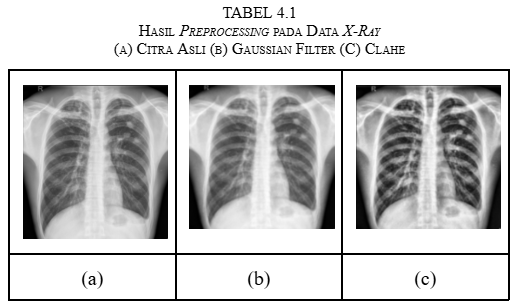 TABEL 4.1
HASIL PREPROCESSING PADA DATA X-RAY
(A) CITRA ASLI (B) GAUSSIAN FILTER (C) CLAHE
(a) (b) (c)